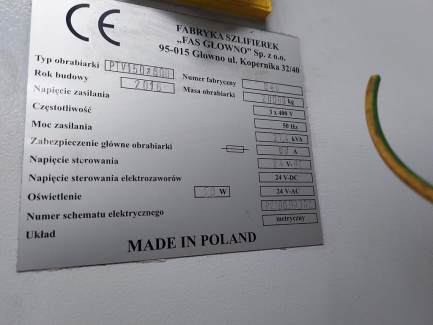 CE
FABRYKA SZLIFIEREK
„FAS GŁOWNO” Sp. z o.o.
95-015 Głowno ul. Kopernika 32/40
Typ obrabiarki
Rok budowy 2015 Numer fabryczny
Napięcie zasilania Masa obrabiarki kg
Częstotliwość 3 x 400 V
Moc zasilania 50 Hz
Zabezpieczenie główne obrabiarki kVA
Napięcie sterowania A
Napięcie sterowania elektrozaworów 24 V-
Oświetlenie W 24 V-DC
Numer schematu elektrycznego 24 V-AC
Układ metryczny
MADE IN POLAND